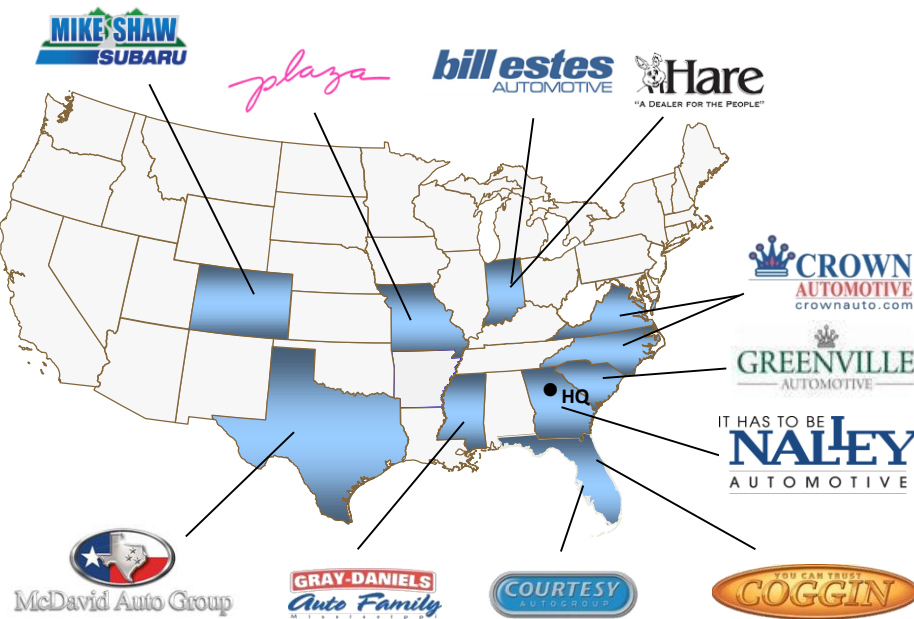 MIKE SHAW
SUBARU
plaza
bill estes
AUTOMOTIVE
Hare
"A DEALER FOR THE PEOPLE"
CROWN
AUTOMOTIVE
crownauto.com
GREENVILLE
AUTOMOTIVE
HQ
IT HAS TO BE
NALLEY
AUTOMOTIVE
McDavid Auto Group
GRAY-DANIELS
Auto Family
Mississippi
COURTESY
AUTOGROUP
YOU CAN TRUST
COGGIN